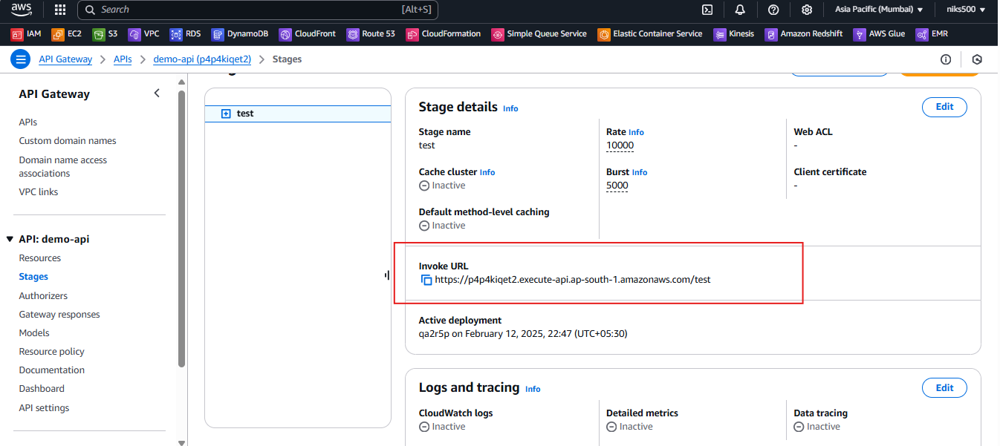 aws
Search
[Alt+S]
Asia Pacific (Mumbai)
niks500
IAM
EC2
S3
VPC
RDS
DynamoDB
CloudFront
Route 53
CloudFormation
Simple Queue Service
Elastic Container Service
Kinesis
Amazon Redshift
AWS Glue
EMR
API Gateway
APIs
demo-api (p4p4kiqet2)
Stages
API Gateway
APIs
Custom domain names
Domain name access
associations
VPC links
API: demo-api
Resources
Stages
Authorizers
Gateway responses
Models
Resource policy
Documentation
Dashboard
API settings
test
Stage details Info
Edit
Stage name
test
Rate Info
10000
Web ACL
-
Cache cluster Info
Inactive
Burst Info
5000
Client certificate
-
Default method-level caching
Inactive
Invoke URL
https://p4p4kiqet2.execute-api.ap-south-1.amazonaws.com/test
Active deployment
qa2r5p on February 12, 2025, 22:47 (UTC+05:30)
Logs and tracing Info
Edit
CloudWatch logs
Inactive
Detailed metrics
Inactive
Data tracing
Inactive